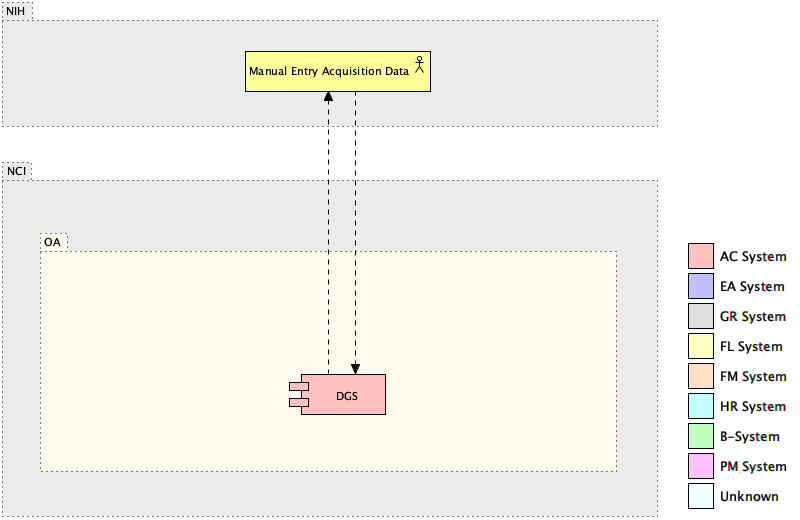 NIH
Manual Entry Acquisition Data
NCI
OA
DGS
AC System
EA System
GR System
FL System
FM System
HR System
B-System
PM System
Unknown